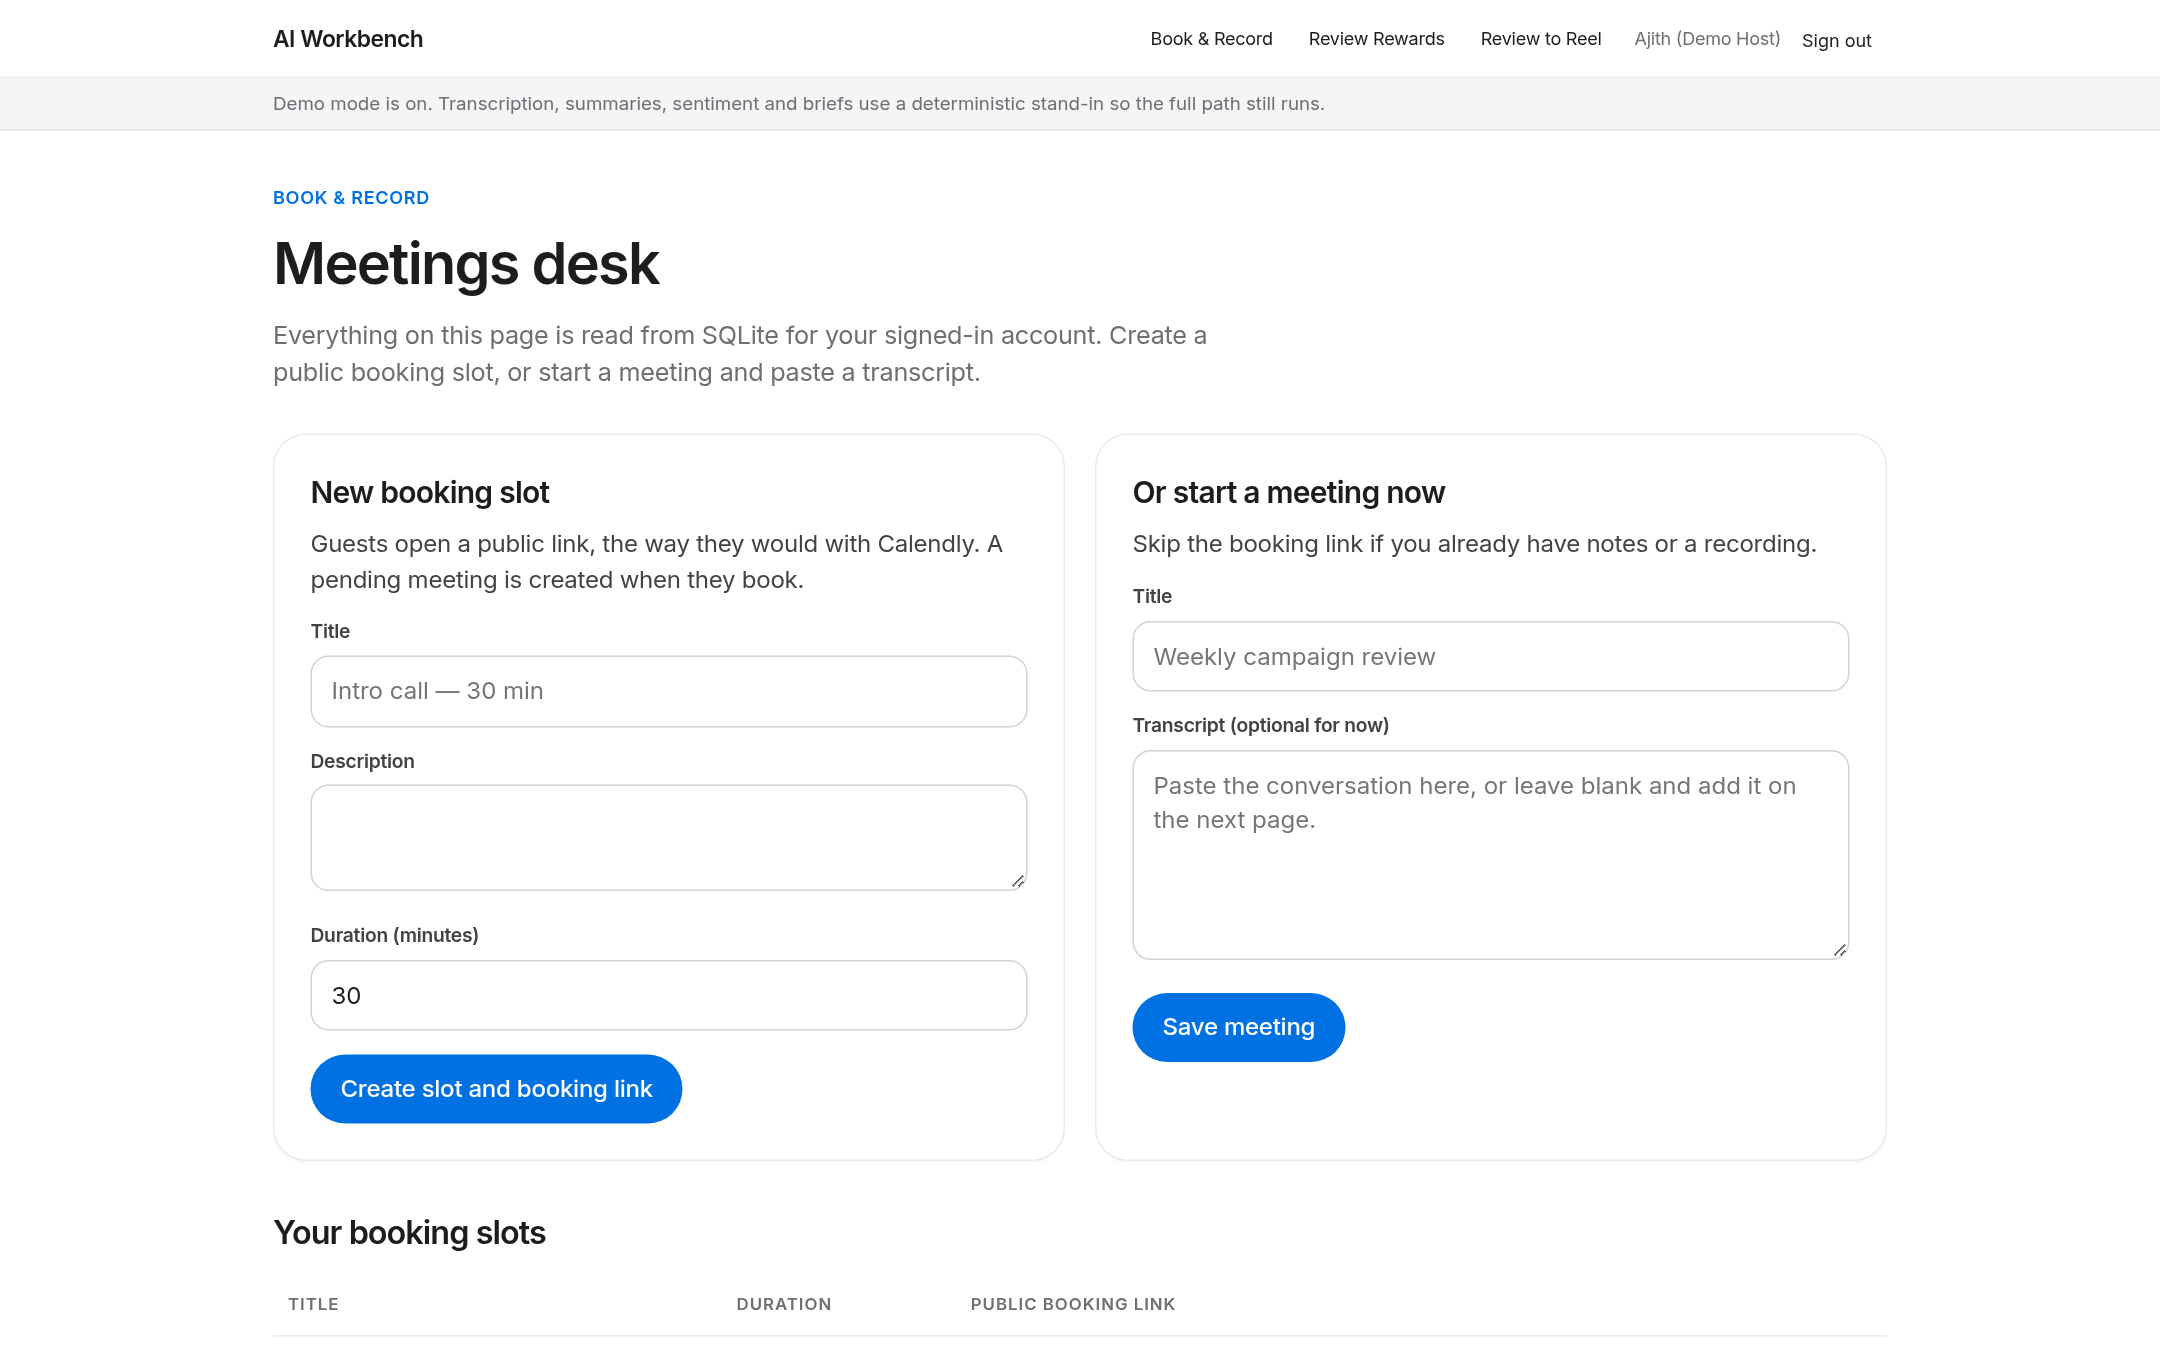 AI Workbench
Book & Record
Review Rewards
Review to Reel
Ajith (Demo Host)
Sign out
Demo mode is on. Transcription, summaries, sentiment and briefs use a deterministic stand-in so the full path still runs.
BOOK & RECORD
Meetings desk
Everything on this page is read from SQLite for your signed-in account. Create a
public booking slot, or start a meeting and paste a transcript.
New booking slot
Guests open a public link, the way they would with Calendly. A
pending meeting is created when they book.
Title
Intro call — 30 min
Description
Duration (minutes)
30
Create slot and booking link
Or start a meeting now
Skip the booking link if you already have notes or a recording.
Title
Weekly campaign review
Transcript (optional for now)
Paste the conversation here, or leave blank and add it on
the next page.
Save meeting
Your booking slots
TITLE
DURATION
PUBLIC BOOKING LINK